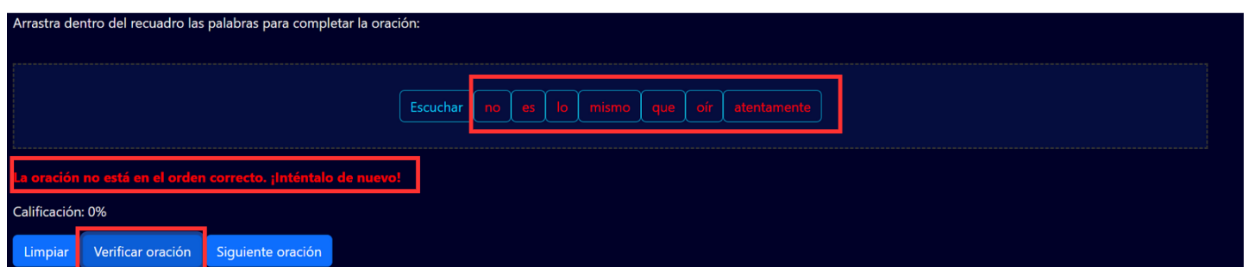 Arrastra dentro del recuadro las palabras para completar la oración:
Escuchar no es lo mismo que oír atentamente
La oración no está en el orden correcto. ¡Inténtalo de nuevo!
Calificación: 0%
Limpiar Verificar oración Siguiente oración